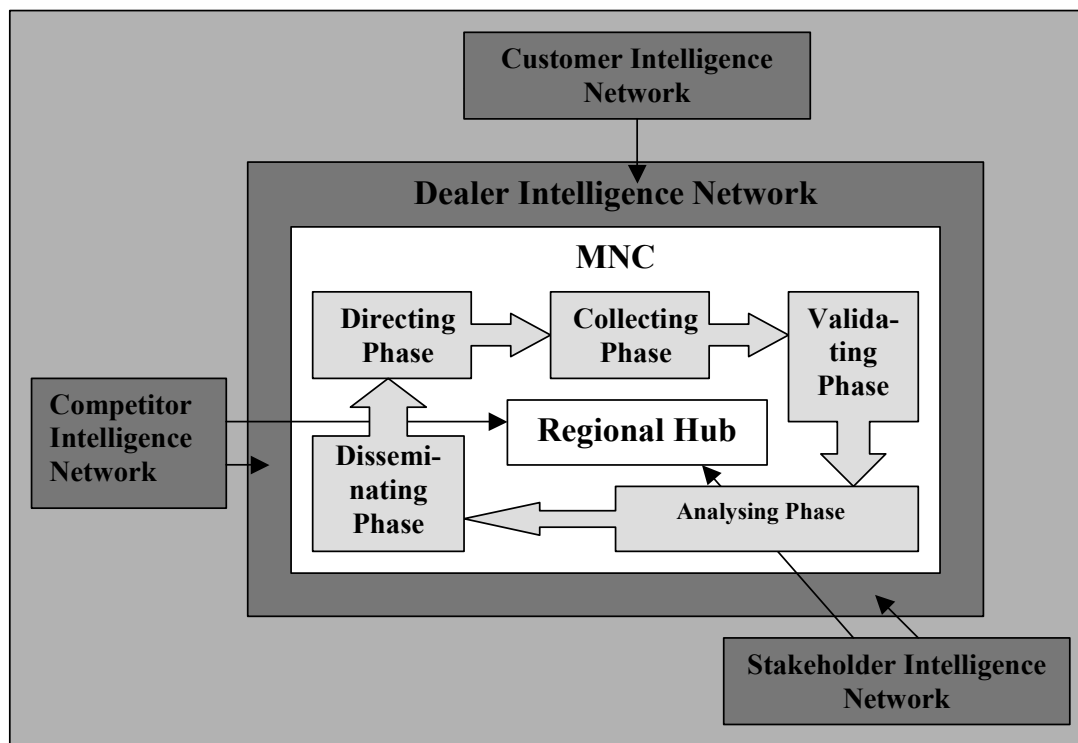 Customer Intelligence
Network
Dealer Intelligence Network
MNC
Directing
Phase
Collecting
Phase
Valida-
ting
Phase
Competitor
Intelligence
Network
Regional Hub
Dissemi-
nating
Phase
Analysing Phase
Stakeholder Intelligence
Network